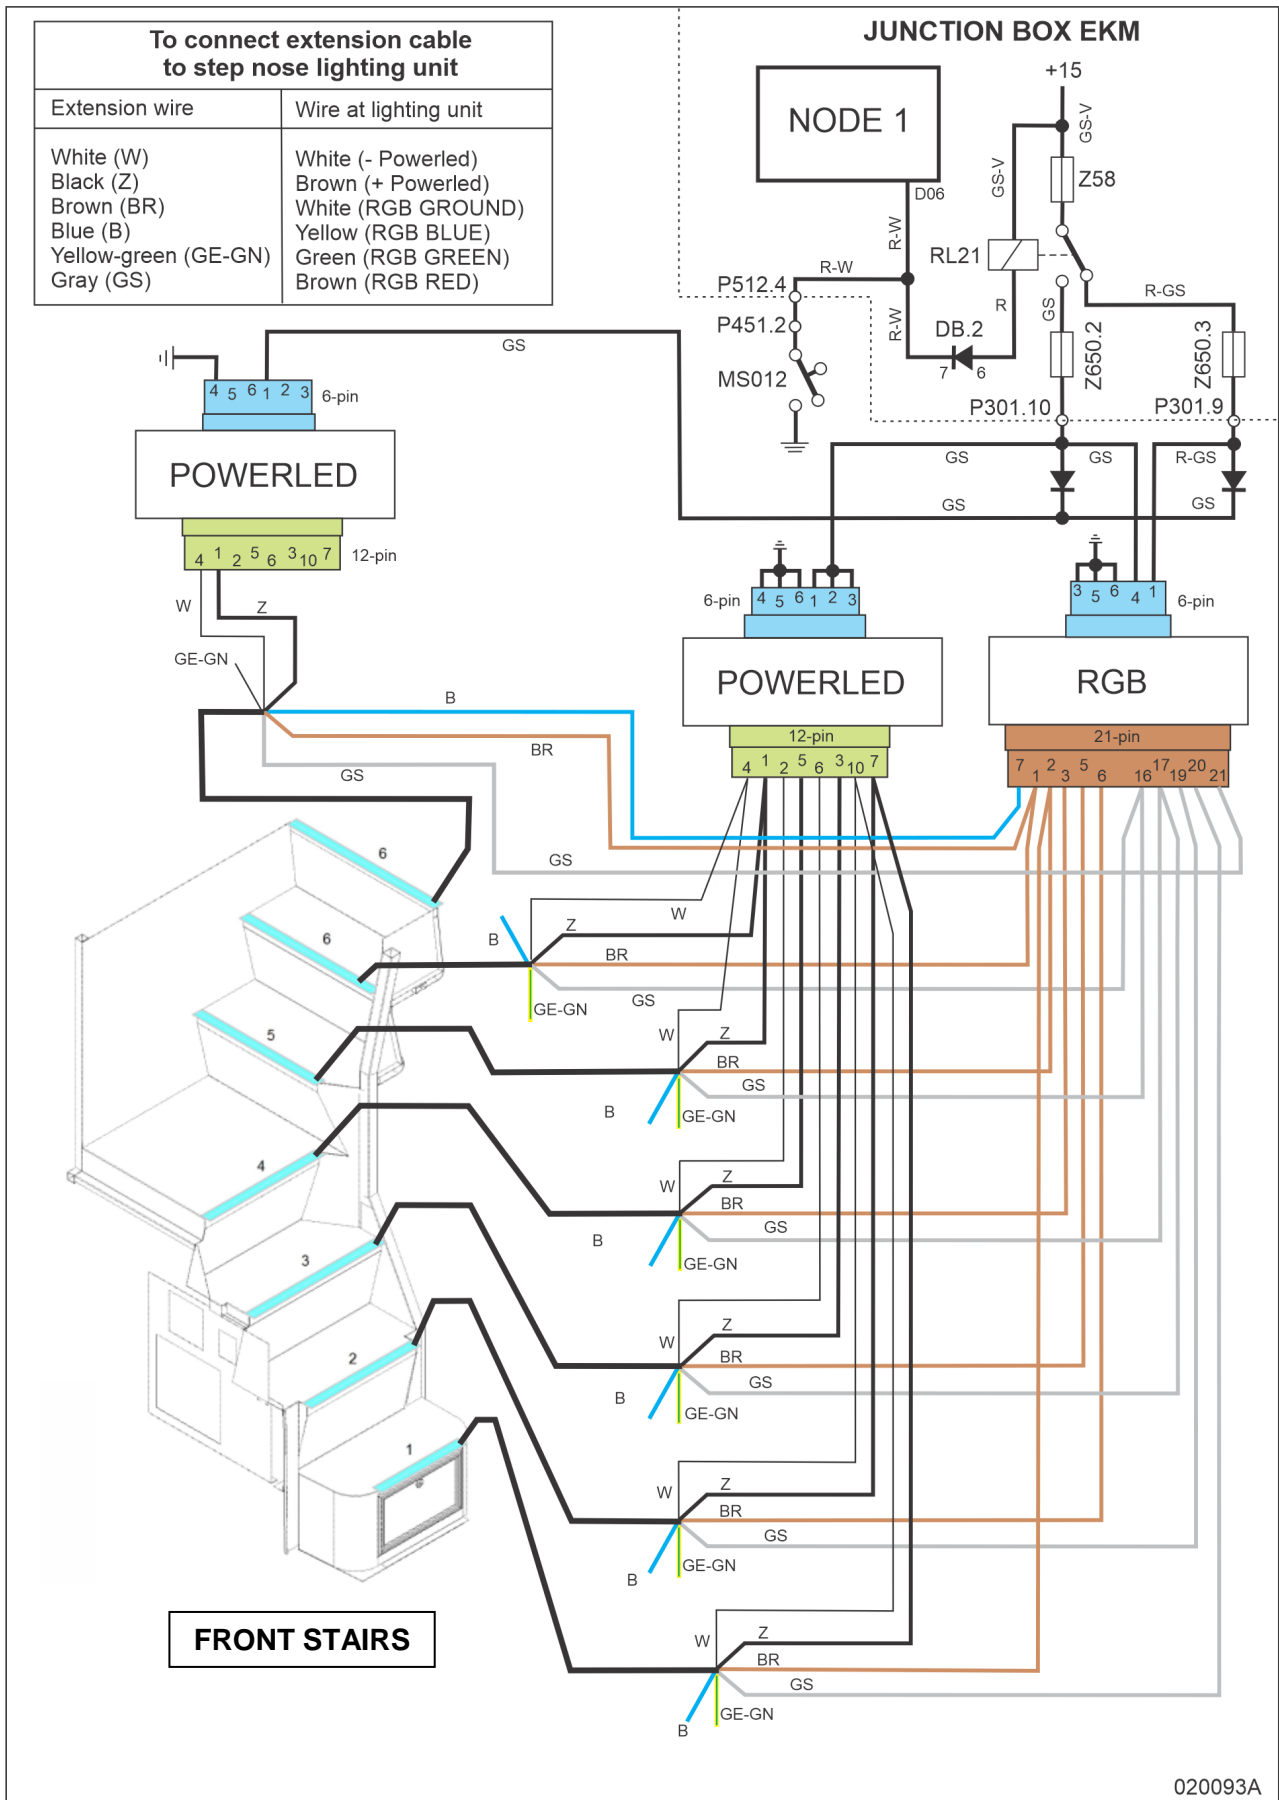 To connect extension cable
to step nose lighting unit
Extension wire
Wire at lighting unit
White (W)
White (- Powerled)
Black (Z)
Brown (+ Powerled)
Brown (BR)
White (RGB GROUND)
Blue (B)
Yellow (RGB BLUE)
Yellow-green (GE-GN)
Green (RGB GREEN)
Gray (GS)
Brown (RGB RED)
JUNCTION BOX EKM
+15
NODE 1
GS-V
GS-V
Z58
D06
R-W
RL21
R-W
P512.4
R
GS
R-GS
P451.2
R-W
DB.2
7
6
Z650.2
Z650.3
MS012
P301.10
P301.9
GS
GS
GS
R-GS
GS
GS
4 5 6 1 2 3
6-pin
POWERLED
4 1 2 5 6 3 10 7
12-pin
W
Z
GE-GN
B
BR
GS
6-pin
4 5 6 1 2 3
POWERLED
12-pin
4 1 2 5 6 3 10 7
3 5 6 4 1
6-pin
RGB
21-pin
7 1 2 3 5 6 16 17 19 20 21
GS
W
B
Z
BR
GS
GE-GN
W
Z
BR
GS
B
GE-GN
W
Z
BR
GS
B
GE-GN
W
Z
BR
GS
B
GE-GN
W
Z
BR
GS
B
GE-GN
W
Z
BR
GS
B
GE-GN
6
6
5
4
3
2
1
FRONT STAIRS
020093A